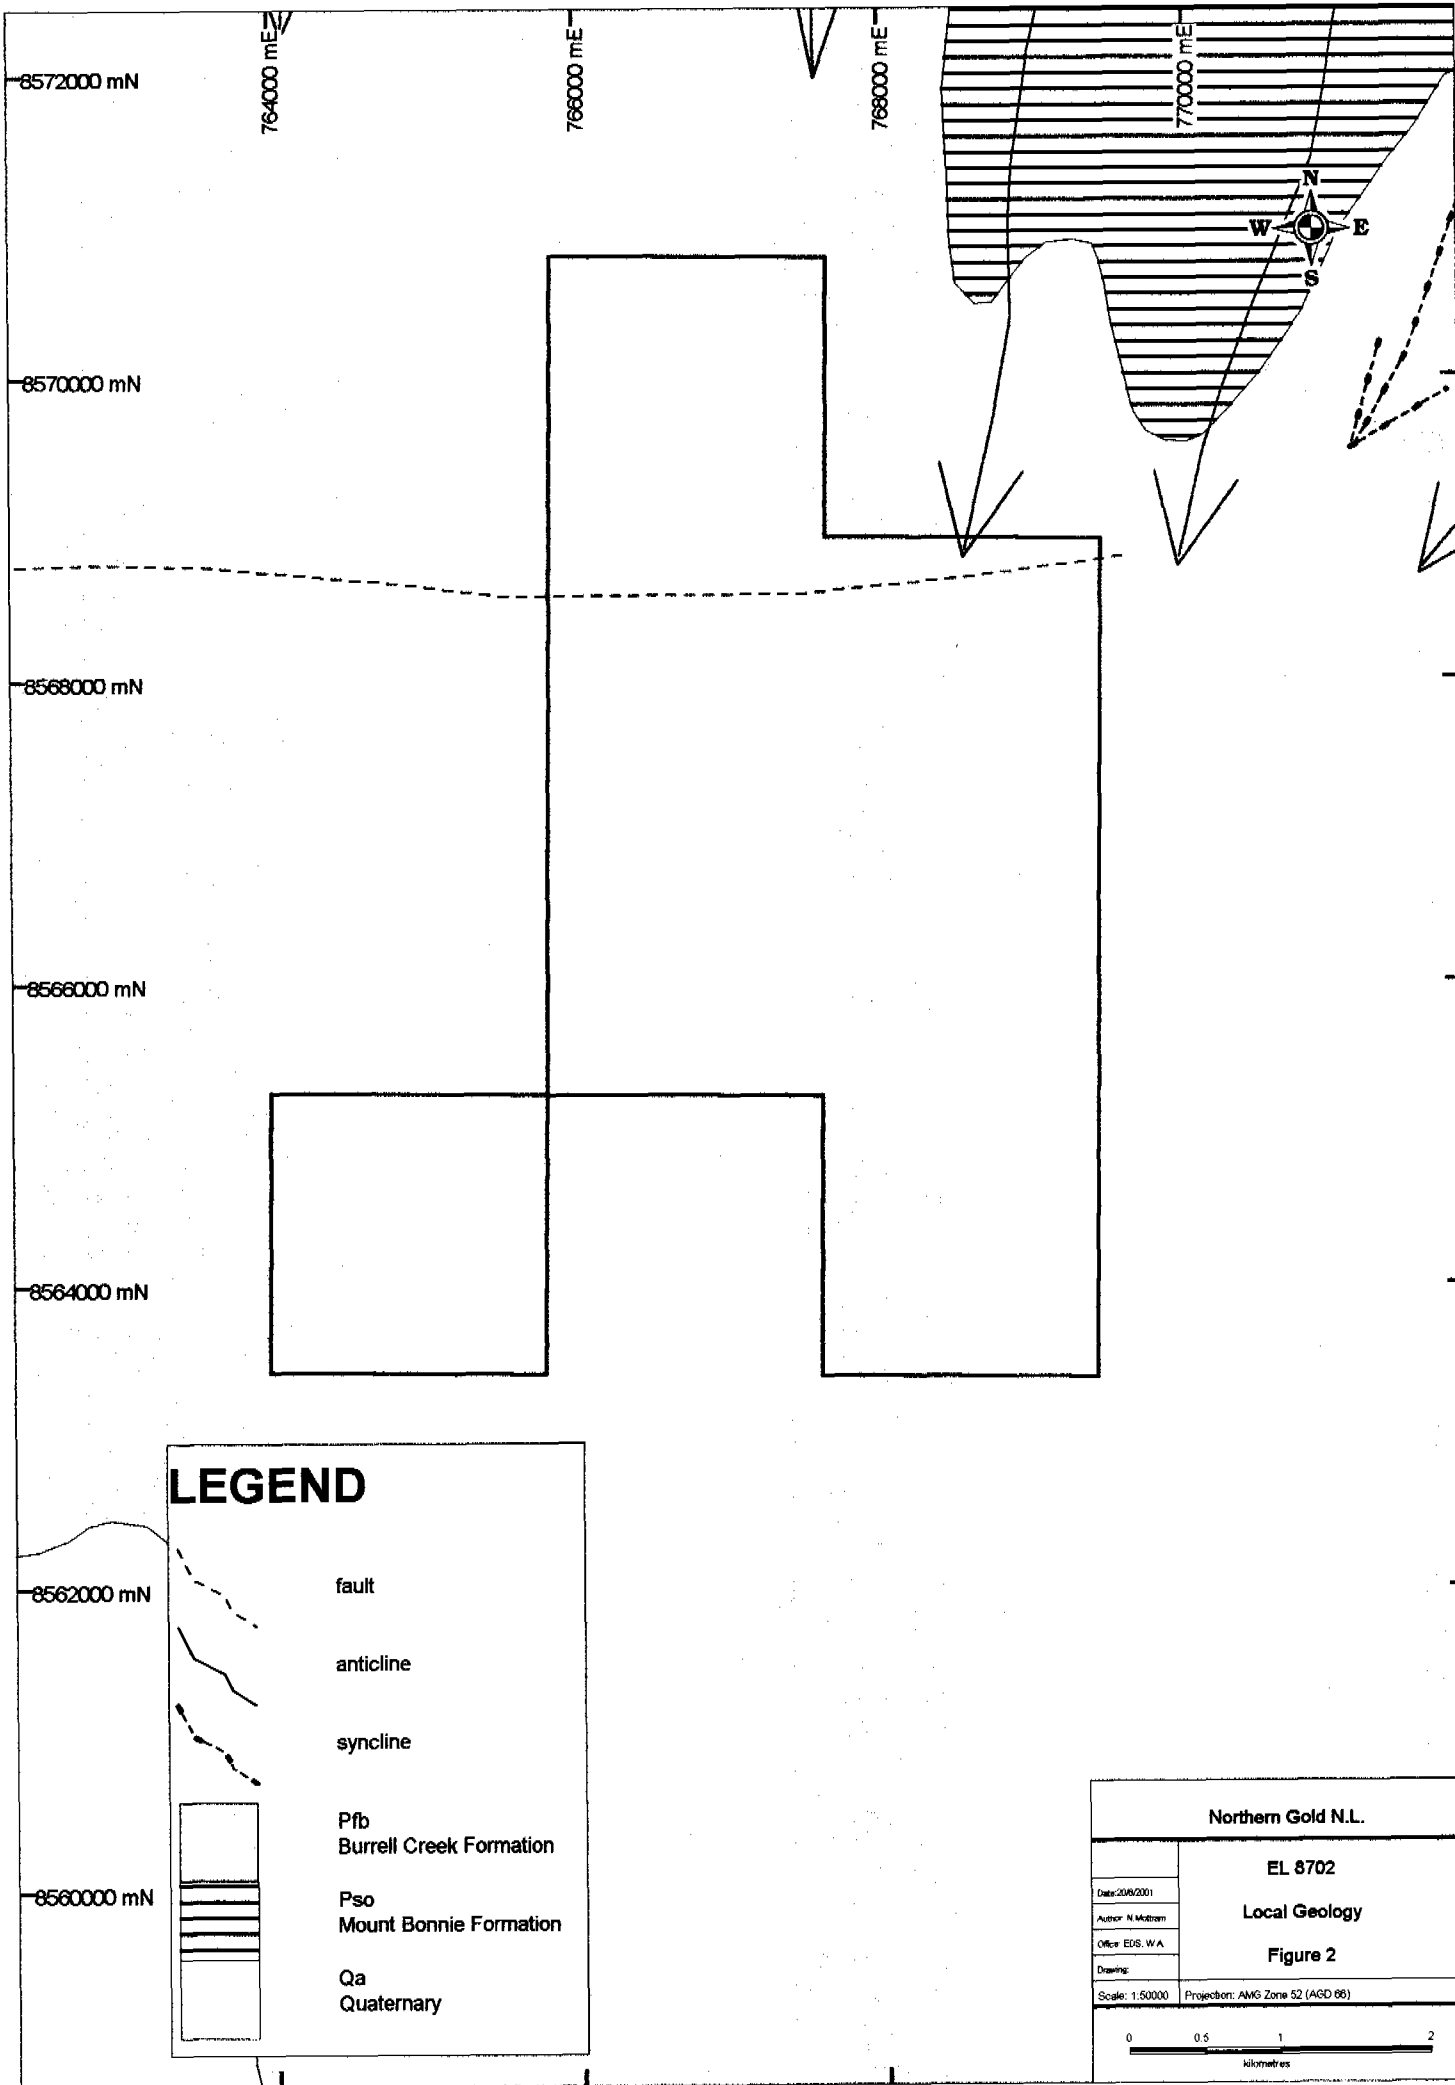 764000 mE
766000 mE
768000 mE
770000 mE
8572000 mN
N
W E
S
8570000 mN
8568000 mN
8566000 mN
8564000 mN
8562000 mN
8560000 mN
LEGEND
fault
anticline
syncline
Pfb
Burrell Creek Formation
Pso
Mount Bonnie Formation
Qa
Quaternary
Northern Gold N.L.
EL 8702
Date:20/6/2001
Author: N.Mottram
Local Geology
Office: EDS. W A
Figure 2
Drawing:
Scale: 1:50000 Projection: AMG Zone 52 (AGD 66)
0 0.5 1 2
kilometres